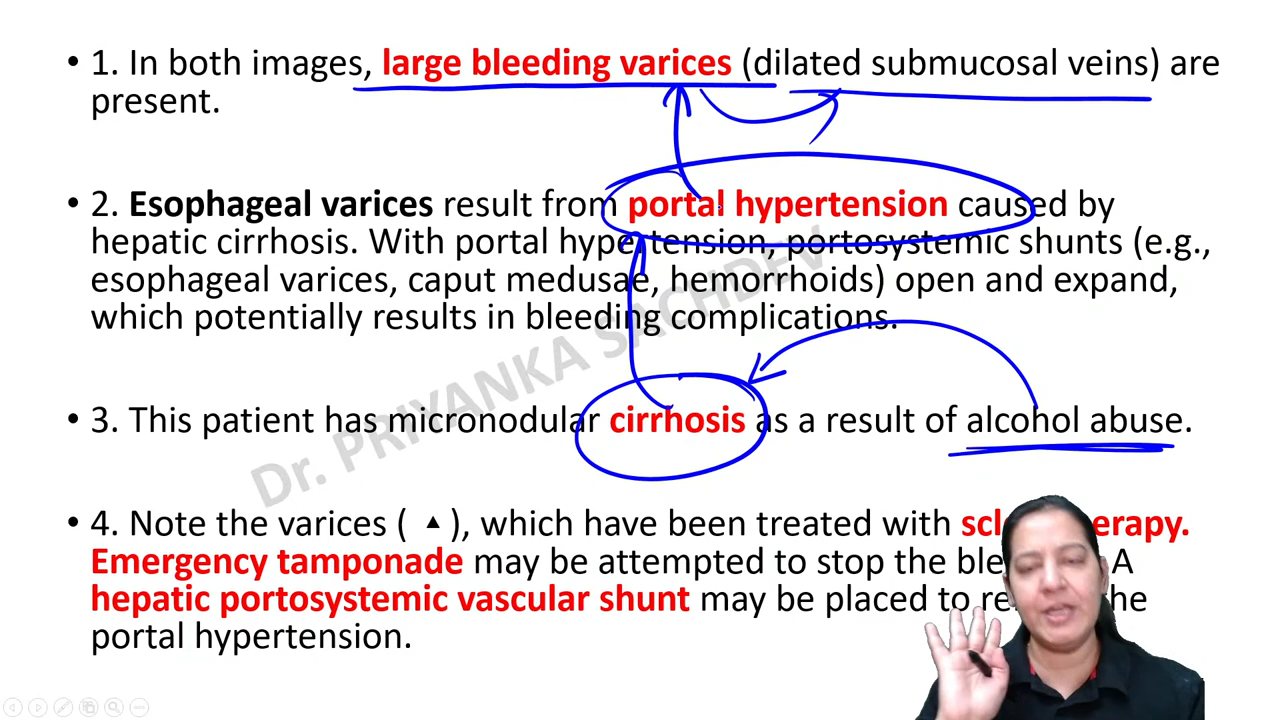 • 1. In both images, large bleeding varices (dilated submucosal veins) are
present.
• 2. Esophageal varices result from portal hypertension caused by
hepatic cirrhosis. With portal hypertension, portosystemic shunts (e.g.,
esophageal varices, caput medusae, hemorrhoids) open and expand,
which potentially results in bleeding complications.
• 3. This patient has micronodular cirrhosis as a result of alcohol abuse.
• 4. Note the varices ( ▲ ), which have been treated with
Emergency tamponade may be attempted to stop the A
hepatic portosystemic vascular shunt may be placed to
portal hypertension.
Dr. PRIYANKA SACHDEV